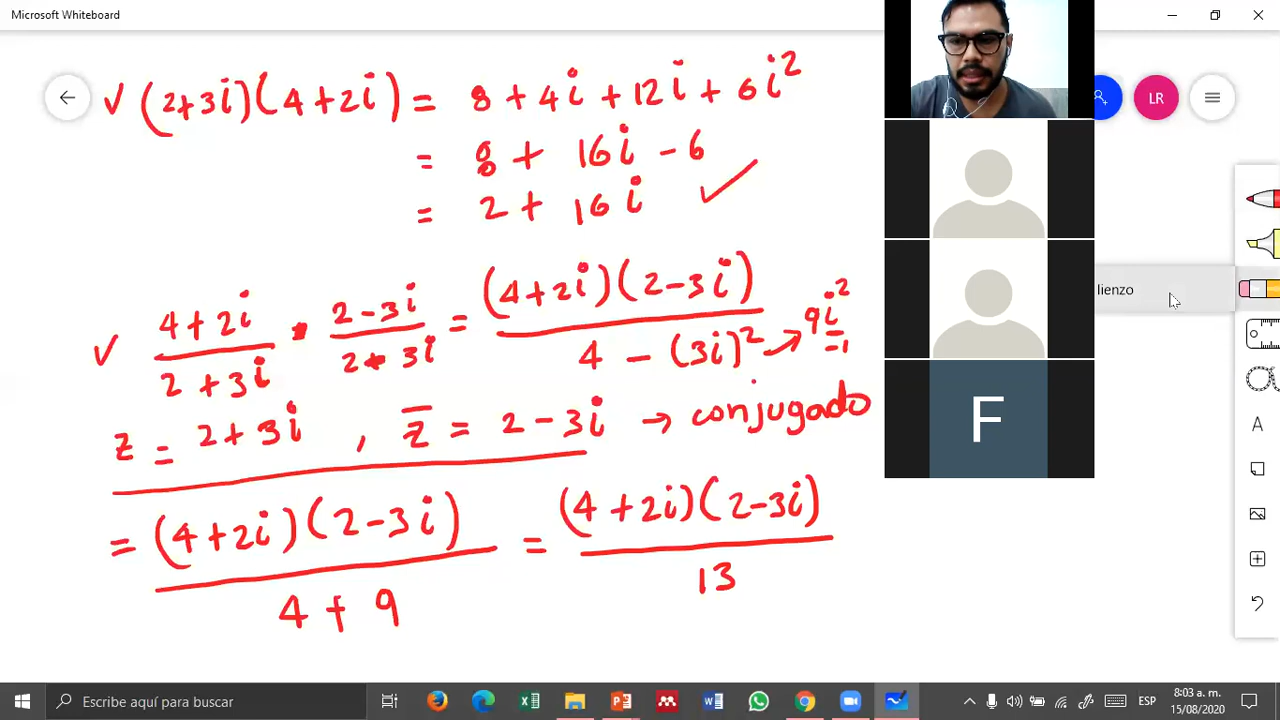 Microsoft Whiteboard
✓ (2+3i)(4+2i) = 8 + 4i + 12i + 6i²
= 8 + 16i - 6
= 2 + 16i ✓
LR
✓ (4+2i)/(2+3i) · (2-3i)/(2-3i) = (4+2i)(2-3i)/(4 - (3i)²) → 9i²
= -1
lienzo
z = 2+3i , z̅ = 2-3i → conjugado
F
= (4+2i)(2-3i)/(4+9) = (4+2i)(2-3i)/13
A
Escribe aquí para buscar
ESP
8:03 a. m.
15/08/2020